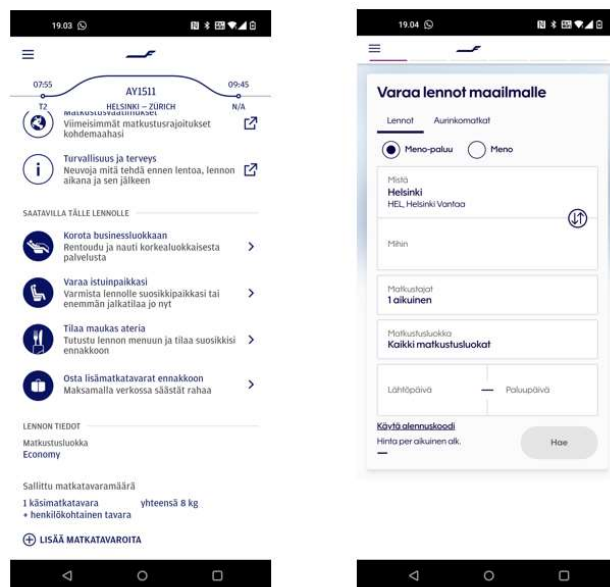 19.03
07:55
AY1511
09:45
T2
HELSINKI – ZÜRICH
N/A
Matkustusvaatimukset
Viimeisimmät matkustusrajoitukset
kohdemaahasi
Turvallisuus ja terveys
Neuvoja mitä tehdä ennen lentoa, lennon
aikana ja sen jälkeen
SAATAVILLA TÄLLE LENNOLLE
Korota businessluokkaan
Rentoudu ja nauti korkealuokkaisesta
palvelusta
Varaa istuinpaikkasi
Varmista lennolle suosikkipaikkasi tai
enemmän jalkatilaa jo nyt
Tilaa maukas ateria
Tutustu lennon menuun ja tilaa suosikkisi
ennakkoon
Osta lisämatkatavarat ennakkoon
Maksamalla verkossa säästät rahaa
LENNON TIEDOT
Matkustusluokka
Economy
Sallittu matkatavaramäärä
1 käsimatkatavara yhteensä 8 kg
+ henkilökohtainen tavara
LISÄÄ MATKATAVAROITA
19.04
Varaa lennot maailmalle
Lennot Aurinkomatkat
Meno-paluu Meno
Mistä
Helsinki
HEL, Helsinki Vantaa
Mihin
Matkustajat
1 aikuinen
Matkustusluokka
Kaikki matkustusluokat
Lähtöpäivä — Paluupäivä
Käytä alennuskoodi
Hinta per aikuinen alk.
—
Hae